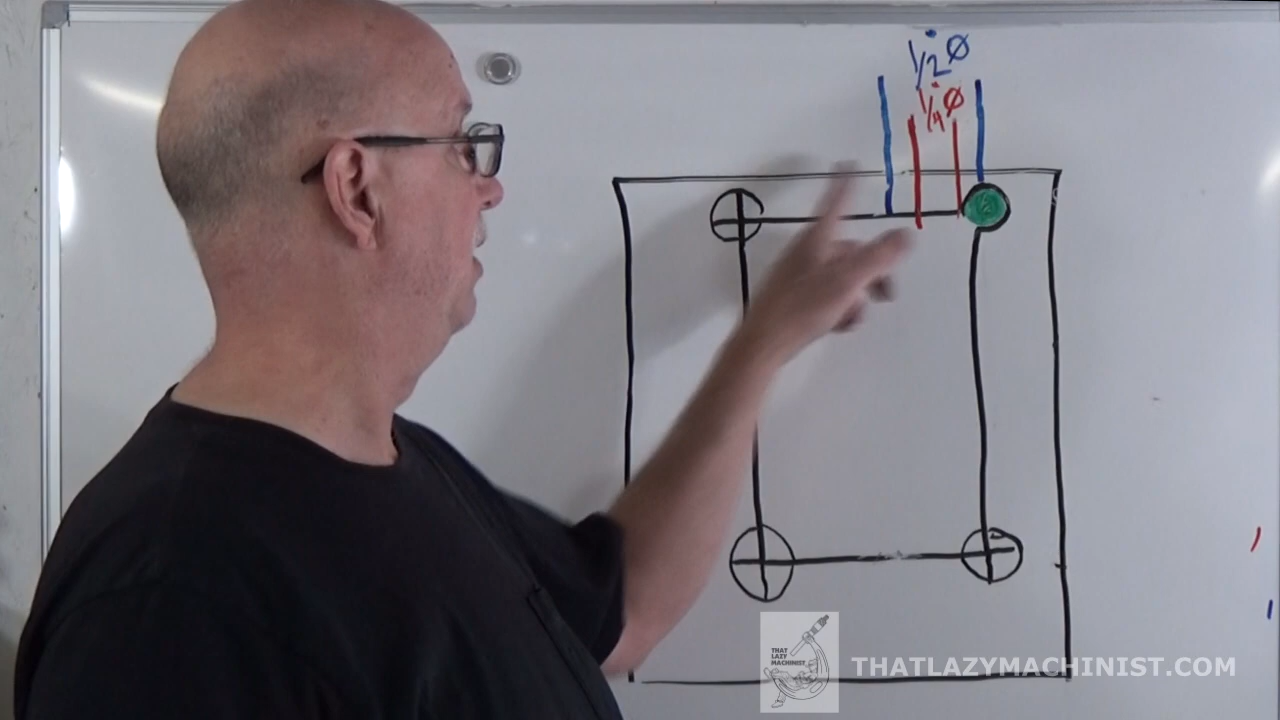 1/2 Ø
1/4 Ø
THAT
LAZY
MACHINIST
THATLAZYMACHINIST.COM